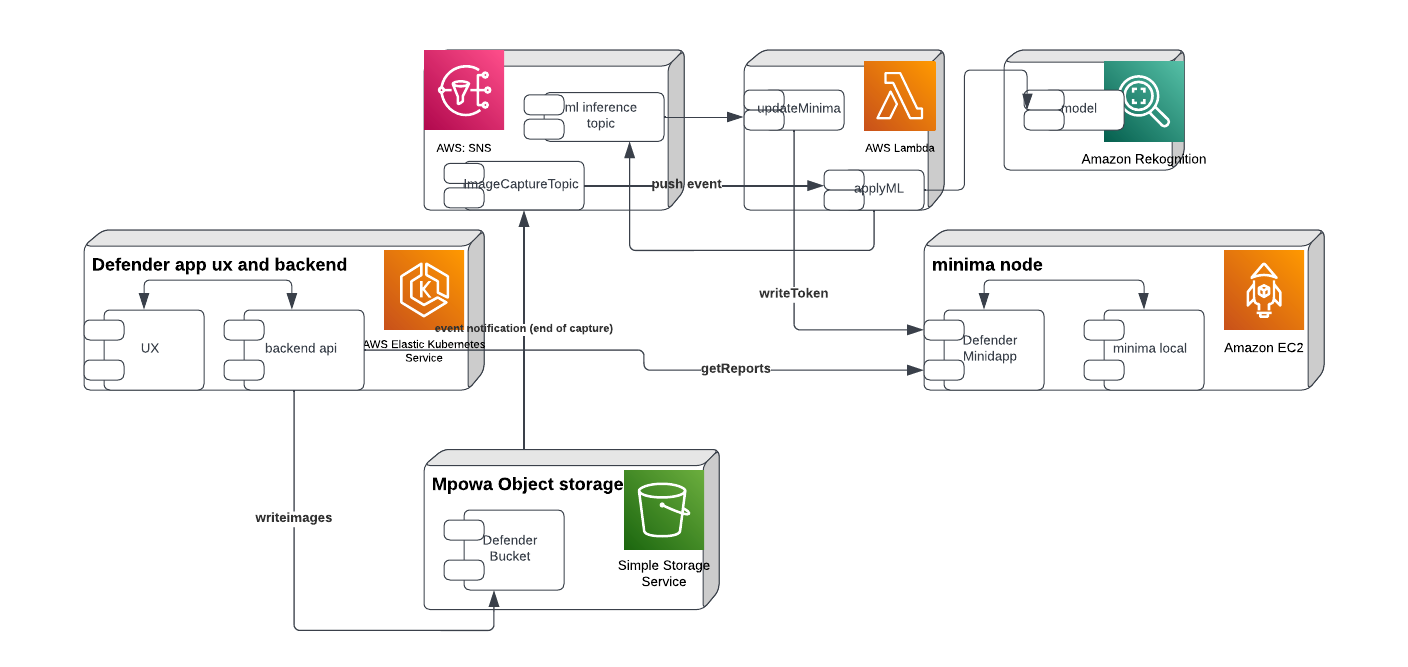 ml inference
topic
AWS: SNS
ImageCaptureTopic
push event
updateMinima
AWS Lambda
applyML
model
Amazon Rekognition
Defender app ux and backend
K
UX
backend api
AWS Elastic Kubernetes
Service
event notification (end of capture)
writeToken
getReports
minima node
Defender
Minidapp
minima local
Amazon EC2
writeimages
Mpowa Object storage
Defender
Bucket
Simple Storage
Service